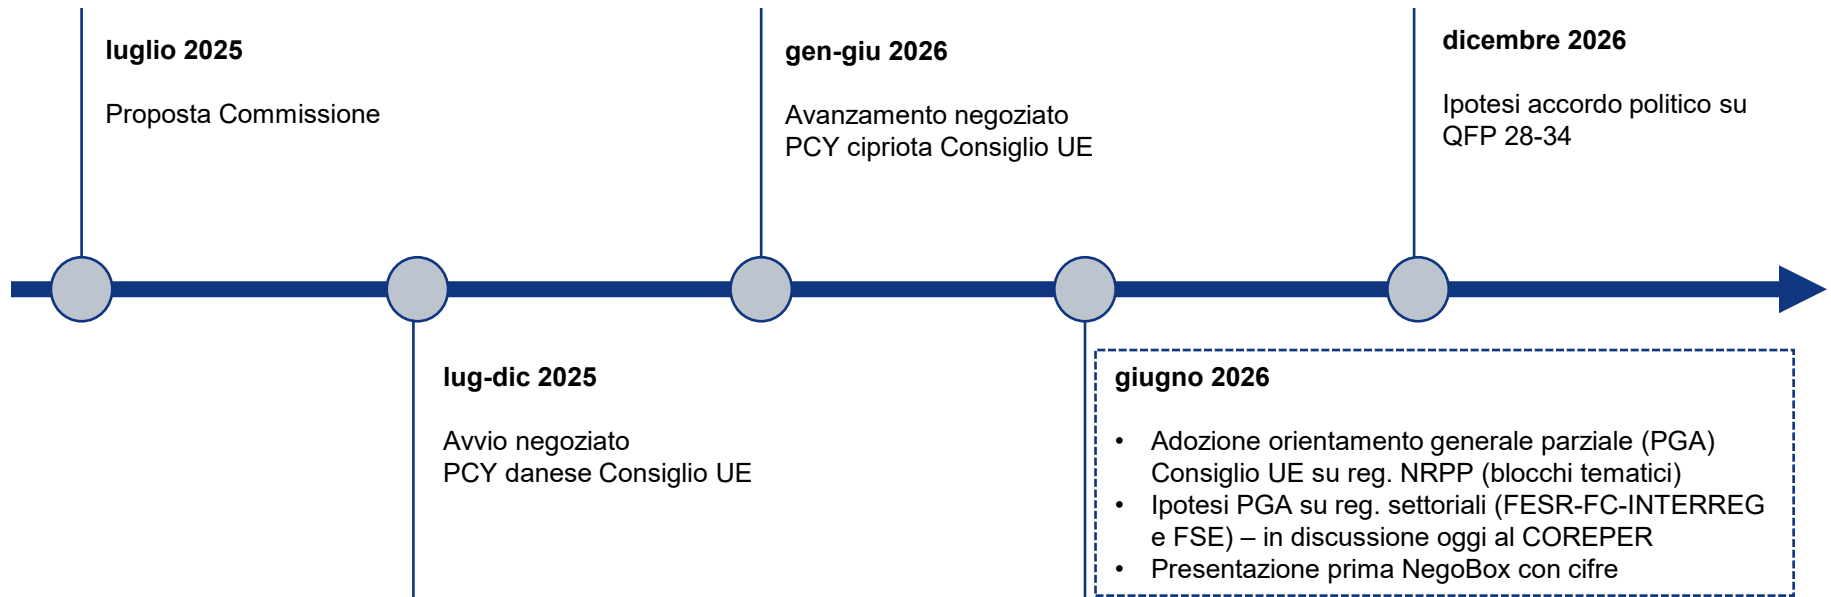 luglio 2025
Proposta Commissione
gen-giu 2026
Avanzamento negoziato
PCY cipriota Consiglio UE
dicembre 2026
Ipotesi accordo politico su
QFP 28-34
lug-dic 2025
Avvio negoziato
PCY danese Consiglio UE
giugno 2026
• Adozione orientamento generale parziale (PGA)
Consiglio UE su reg. NRPP (blocchi tematici)
• Ipotesi PGA su reg. settoriali (FESR-FC-INTERREG
e FSE) – in discussione oggi al COREPER
• Presentazione prima NegoBox con cifre